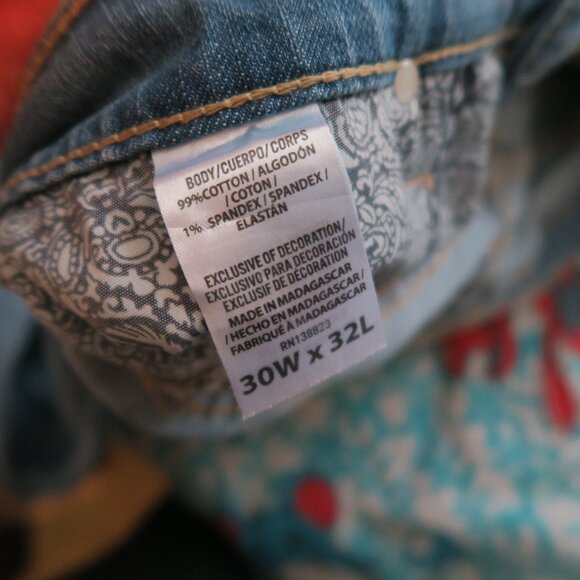 BODY/CUERPO/CORPS
99%COTTON/ALGODÓN
/COTON/
1% SPANDEX/SPANDEX/
ELASTÁN
EXCLUSIVE OF DECORATION/
EXCLUSIVO PARA DECORACIÓN
EXCLUSIF DE DECORATION
MADE IN MADAGASCAR
/HECHO EN MADAGASCAR/
FABRIQUÉ À MADAGASCAR
RN138823
30W x 32L